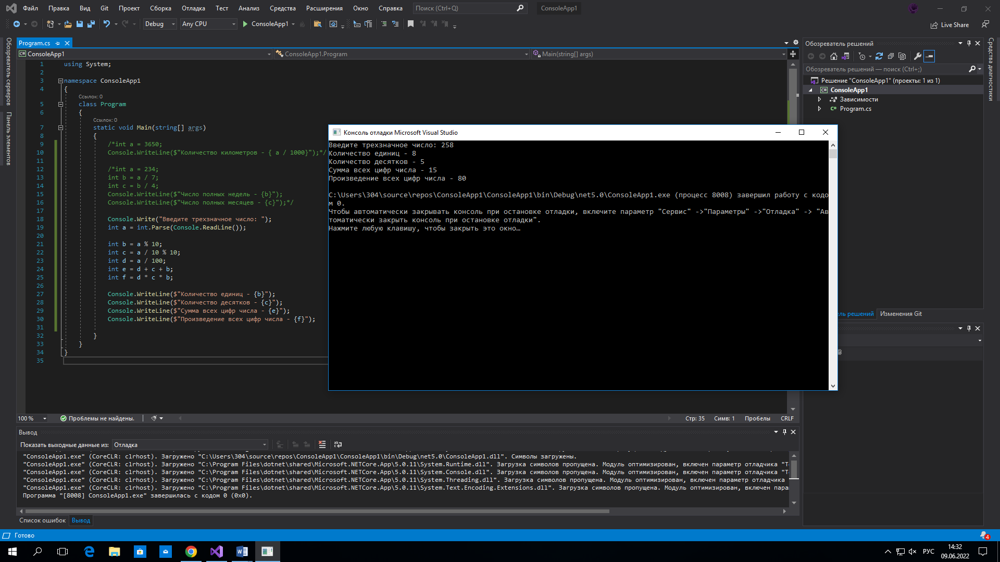 Файл Правка Вид Git Проект Сборка Отладка Тест Анализ Средства Расширения Окно Справка Поиск (Ctrl+Q) ConsoleApp1
Debug Any CPU ConsoleApp1 Live Share
Обозреватель серверов
Панель элементов
Program.cs
ConsoleApp1 ConsoleApp1.Program Main(string[] args)
1 using System;
2
3 namespace ConsoleApp1
4 {
Ссылок: 0
5 class Program
6 {
Ссылок: 0
7 static void Main(string[] args)
8 {
9 /*int a = 3650;
10 Console.WriteLine($"Количество километров - { a / 1000}");*/
11
12 /*int a = 234;
13 int b = a / 7;
14 int c = b / 4;
15 Console.WriteLine($"Число полных недель - {b}");
16 Console.WriteLine($"Число полных месяцев - {c}");*/
17
18 Console.Write("Введите трехзначное число: ");
19 int a = int.Parse(Console.ReadLine());
20
21 int b = a % 10;
22 int c = a / 10 % 10;
23 int d = a / 100;
24 int e = d + c + b;
25 int f = d * c * b;
26
27 Console.WriteLine($"Количество единиц - {b}");
28 Console.WriteLine($"Количество десятков - {c}");
29 Console.WriteLine($"Сумма всех цифр числа - {e}");
30 Console.WriteLine($"Произведение всех цифр числа - {f}");
31
32 }
33 }
34 }
35
Консоль отладки Microsoft Visual Studio
Введите трехзначное число: 258
Количество единиц - 8
Количество десятков - 5
Сумма всех цифр числа - 15
Произведение всех цифр числа - 80
C:\Users\304\source\repos\ConsoleApp1\ConsoleApp1\bin\Debug\net5.0\ConsoleApp1.exe (процесс 8008) завершил работу с кодо
м 0.
Чтобы автоматически закрывать консоль при остановке отладки, включите параметр "Сервис" ->"Параметры" ->"Отладка" -> "Ав
томатически закрыть консоль при остановке отладки".
Нажмите любую клавишу, чтобы закрыть это окно…
Обозреватель решений
Обозреватель решений — поиск (Ctrl+;)
Решение "ConsoleApp1" (проекты: 1 из 1)
ConsoleApp1
Зависимости
Program.cs
Средства диагностики
ль решений Изменения Git
100 % Проблемы не найдены. Стр: 35 Симв: 1 Пробелы CRLF
Вывод
Показать выходные данные из: Отладка
"ConsoleApp1.exe" (CoreCLR: clrhost). Загружено "C:\Users\304\source\repos\ConsoleApp1\ConsoleApp1\bin\Debug\net5.0\ConsoleApp1.dll". Символы загружены.
"ConsoleApp1.exe" (CoreCLR: clrhost). Загружено "C:\Program Files\dotnet\shared\Microsoft.NETCore.App\5.0.11\System.Runtime.dll". Загрузка символов пропущена. Модуль оптимизирован, включен параметр отладчика "Т
"ConsoleApp1.exe" (CoreCLR: clrhost). Загружено "C:\Program Files\dotnet\shared\Microsoft.NETCore.App\5.0.11\System.Console.dll". Загрузка символов пропущена. Модуль оптимизирован, включен параметр отладчика "Т
"ConsoleApp1.exe" (CoreCLR: clrhost). Загружено "C:\Program Files\dotnet\shared\Microsoft.NETCore.App\5.0.11\System.Threading.dll". Загрузка символов пропущена. Модуль оптимизирован, включен параметр отладчика
"ConsoleApp1.exe" (CoreCLR: clrhost). Загружено "C:\Program Files\dotnet\shared\Microsoft.NETCore.App\5.0.11\System.Text.Encoding.Extensions.dll". Загрузка символов пропущена. Модуль оптимизирован, включен пара
Программа "[8008] ConsoleApp1.exe" завершилась с кодом 0 (0x0).
Список ошибок Вывод
Готово 4
РУС 14:32
09.06.2022